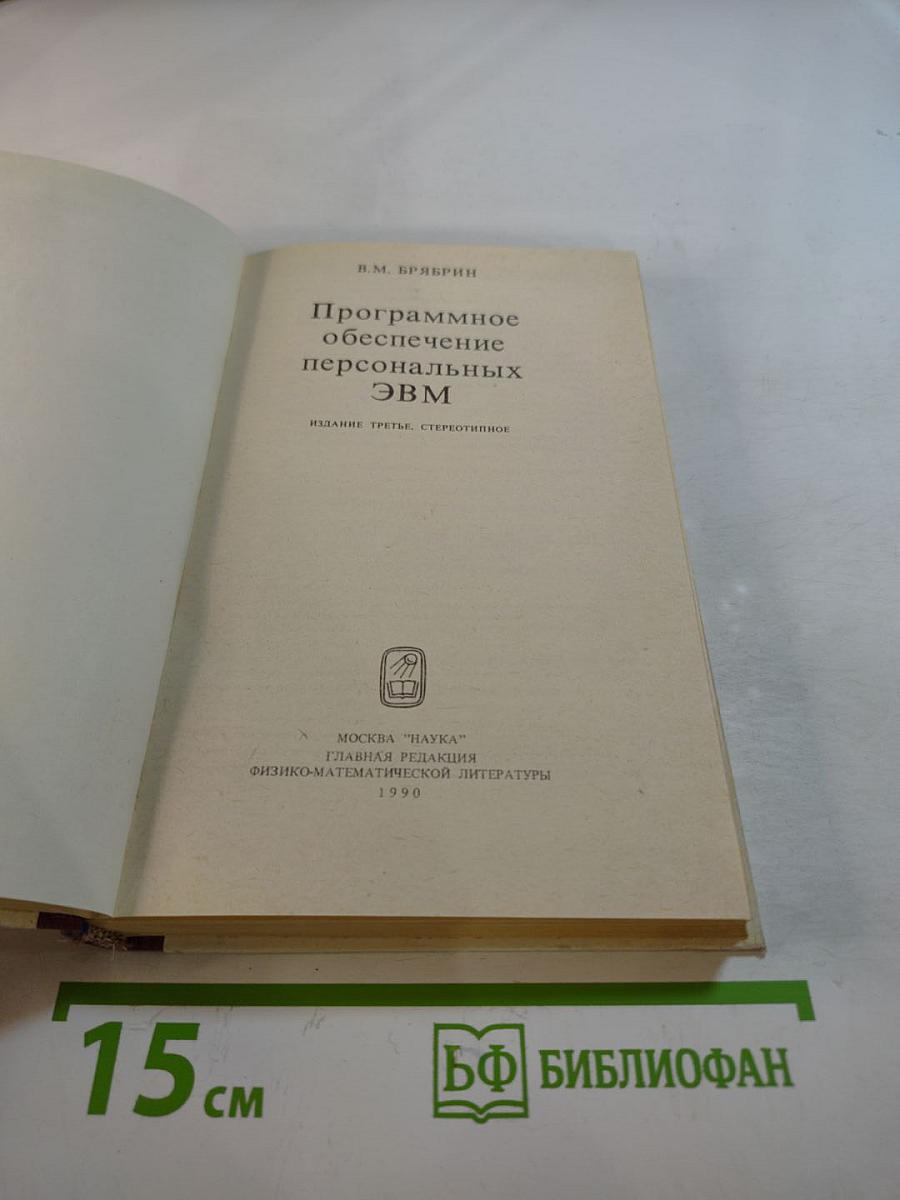 В.М. БРЯБРИН
Программное
обеспечение
персональных
ЭВМ
ИЗДАНИЕ ТРЕТЬЕ, СТЕРЕОТИПНОЕ
МОСКВА "НАУКА"
ГЛАВНАЯ РЕДАКЦИЯ
ФИЗИКО-МАТЕМАТИЧЕСКОЙ ЛИТЕРАТУРЫ
1990
15 см
БФ БИБЛИОФАН